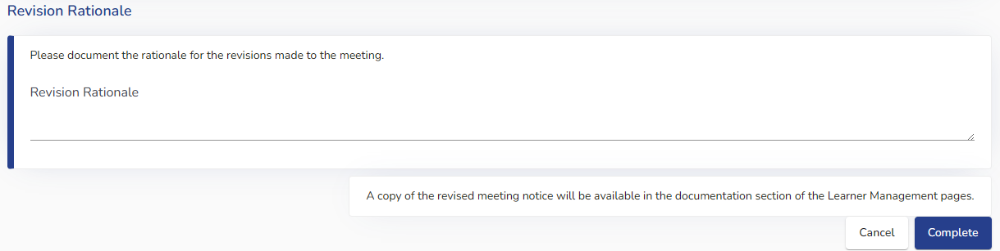 Revision Rationale
Please document the rationale for the revisions made to the meeting.
Revision Rationale
A copy of the revised meeting notice will be available in the documentation section of the Learner Management pages.
Cancel
Complete